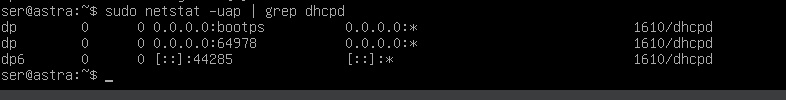 ser@astra:~$ sudo netstat -uap | grep dhcpd
dp 0 0 0.0.0.0:bootps 0.0.0.0:* 1610/dhcpd
dp 0 0 0.0.0.0:64978 0.0.0.0:* 1610/dhcpd
dp6 0 0 [::]:44285 [::]:* 1610/dhcpd
ser@astra:~$ _